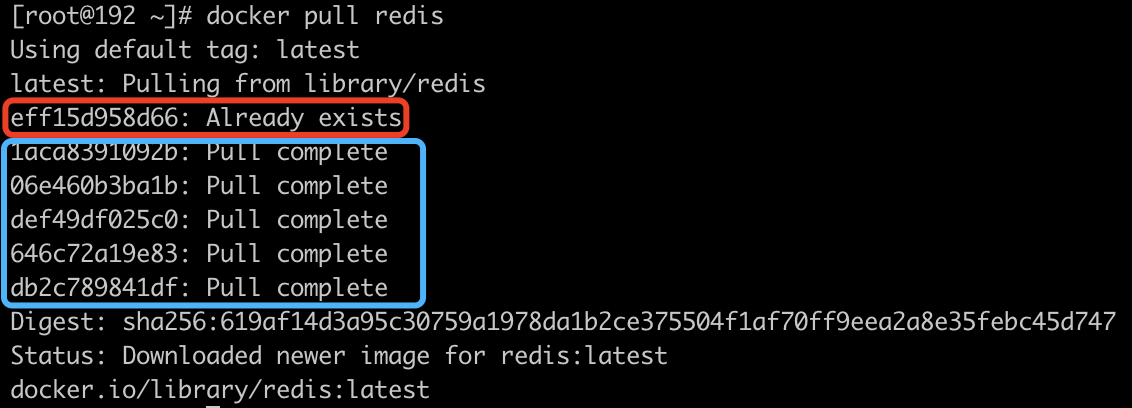 [root@192 ~]# docker pull redis
Using default tag: latest
latest: Pulling from library/redis
eff15d958d66: Already exists
1aca8391092b: Pull complete
06e460b3ba1b: Pull complete
def49df025c0: Pull complete
646c72a19e83: Pull complete
db2c789841df: Pull complete
Digest: sha256:619af14d3a95c30759a1978da1b2ce375504f1af70ff9eea2a8e35febc45d747
Status: Downloaded newer image for redis:latest
docker.io/library/redis:latest